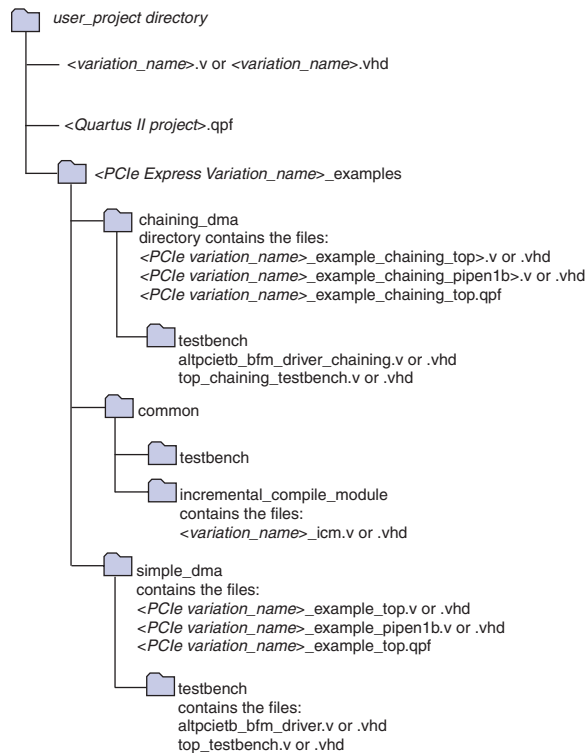 user_project directory
<variation_name>.v or <variation_name>.vhd
<Quartus II project>.qpf
<PCIe Express Variation_name>_examples
chaining_dma
directory contains the files:
<PCIe variation_name>_example_chaining_top>.v or .vhd
<PCIe variation_name>_example_chaining_pipen1b>.v or .vhd
<PCIe variation_name>_example_chaining_top.qpf
testbench
altpcietb_bfm_driver_chaining.v or .vhd
top_chaining_testbench.v or .vhd
common
testbench
incremental_compile_module
contains the files:
<variation_name>_icm.v or .vhd
simple_dma
contains the files:
<PCIe variation_name>_example_top.v or .vhd
<PCIe variation_name>_example_pipen1b.v or .vhd
<PCIe variation_name>_example_top.qpf
testbench
contains the files:
altpcietb_bfm_driver.v or .vhd
top_testbench.v or .vhd